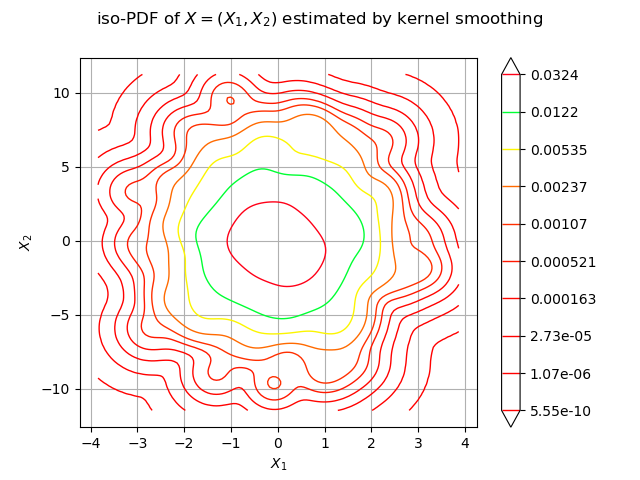 iso-PDF of X = (X₁, X₂) estimated by kernel smoothing
0.0324
10
0.0122
0.00535
5
0.00237
0.00107
X₂
0
0.000521
0.000163
−5
2.73e-05
1.07e-06
−10
5.55e-10
−4 −3 −2 −1 0 1 2 3 4
X₁